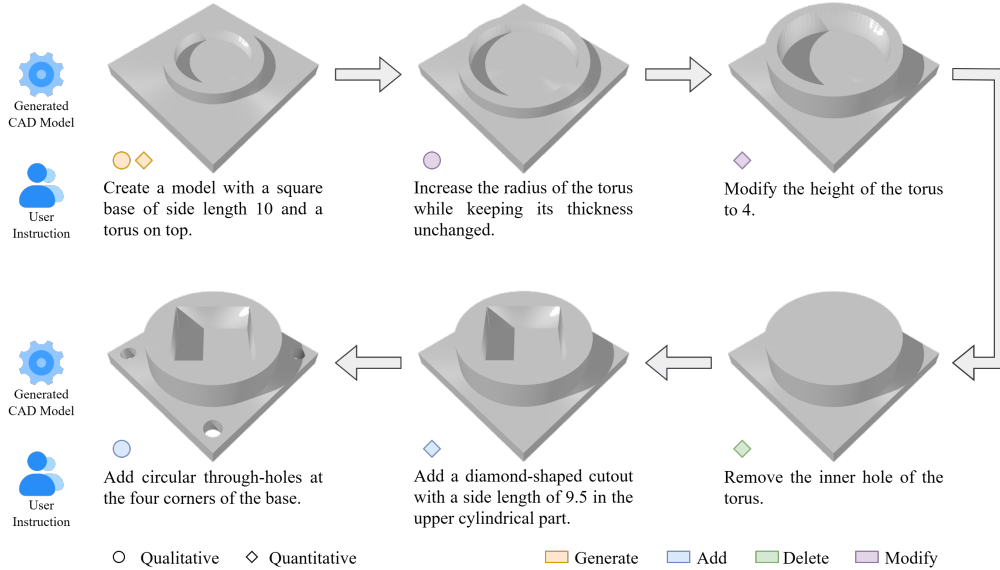 Generated
CAD Model
User
Instruction
Create a model with a square
base of side length 10 and a
torus on top.
Increase the radius of the torus
while keeping its thickness
unchanged.
Modify the height of the torus
to 4.
Generated
CAD Model
User
Instruction
Add circular through-holes at
the four corners of the base.
Add a diamond-shaped cutout
with a side length of 9.5 in the
upper cylindrical part.
Remove the inner hole of the
torus.
Qualitative
Quantitative
Generate
Add
Delete
Modify